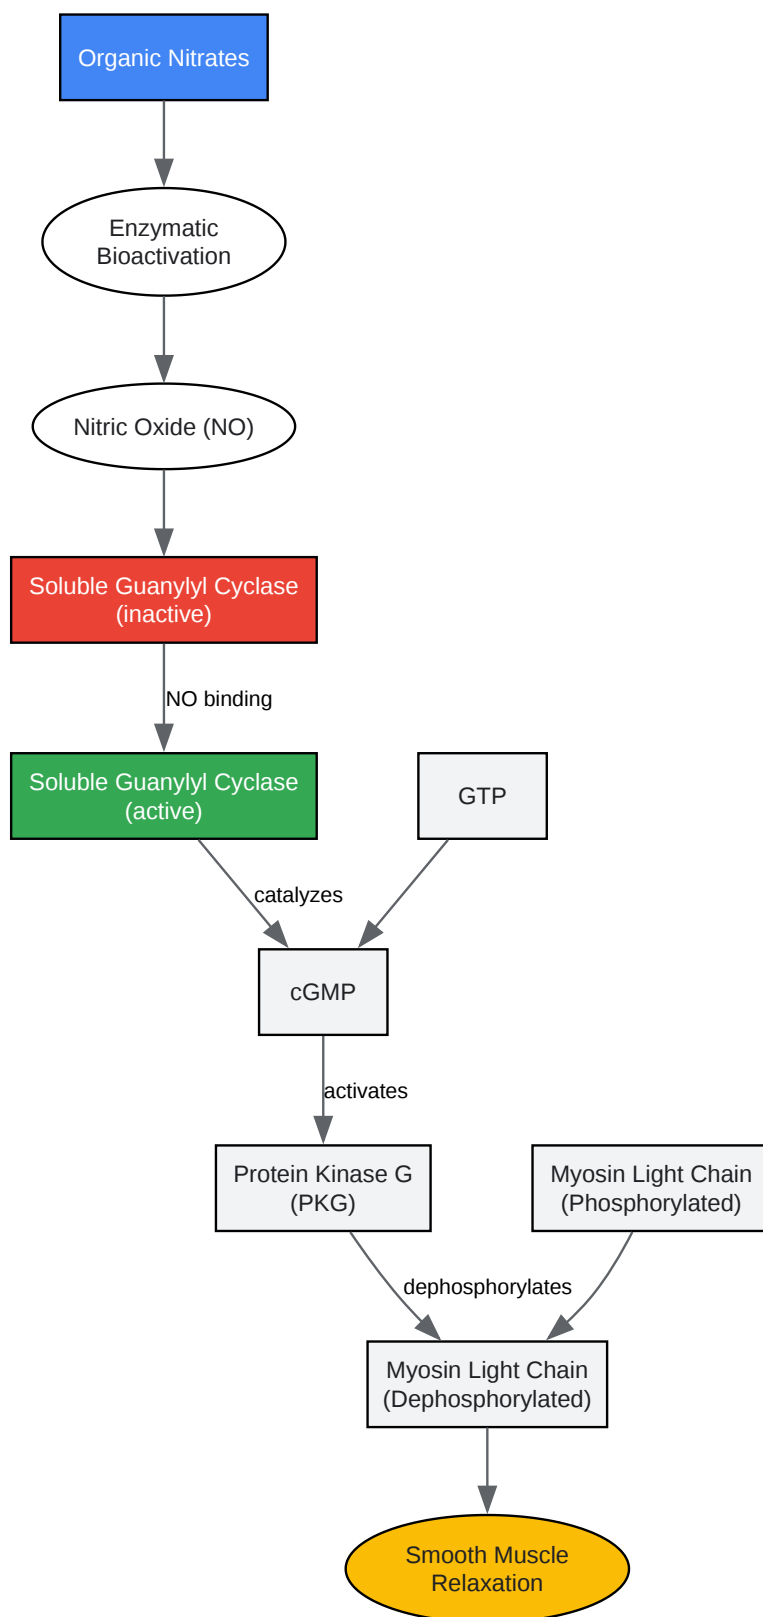 Organic Nitrates
Enzymatic
Bioactivation
Nitric Oxide (NO)
Soluble Guanylyl Cyclase
(inactive)
NO binding
Soluble Guanylyl Cyclase
(active)
GTP
catalyzes
cGMP
activates
Protein Kinase G
(PKG)
Myosin Light Chain
(Phosphorylated)
dephosphorylates
Myosin Light Chain
(Dephosphorylated)
Smooth Muscle
Relaxation